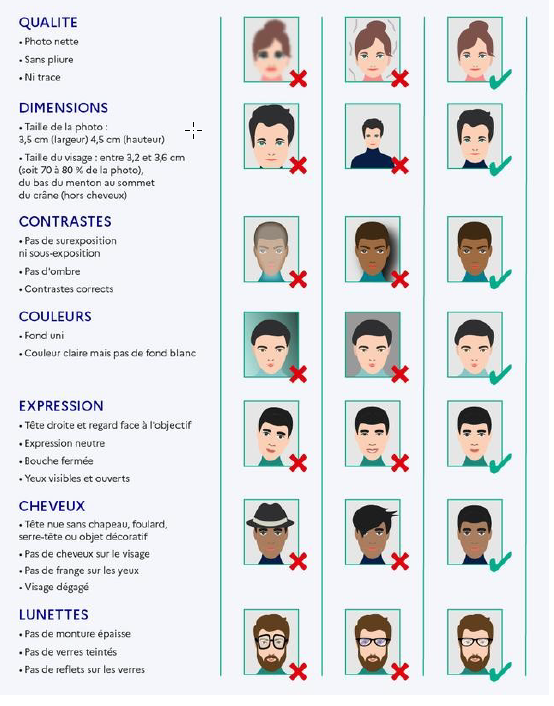 QUALITE
• Photo nette
• Sans pliure
• Ni trace
DIMENSIONS
• Taille de la photo :
3,5 cm (largeur) 4,5 cm (hauteur)
• Taille du visage : entre 3,2 et 3,6 cm
(soit 70 à 80 % de la photo),
du bas du menton au sommet
du crâne (hors cheveux)
CONTRASTES
• Pas de surexposition
ni sous-exposition
• Pas d'ombre
• Contrastes corrects
COULEURS
• Fond uni
• Couleur claire mais pas de fond blanc
EXPRESSION
• Tête droite et regard face à l'objectif
• Expression neutre
• Bouche fermée
• Yeux visibles et ouverts
CHEVEUX
• Tête nue sans chapeau, foulard,
serre-tête ou objet décoratif
• Pas de cheveux sur le visage
• Pas de frange sur les yeux
• Visage dégagé
LUNETTES
• Pas de monture épaisse
• Pas de verres teintés
• Pas de reflets sur les verres